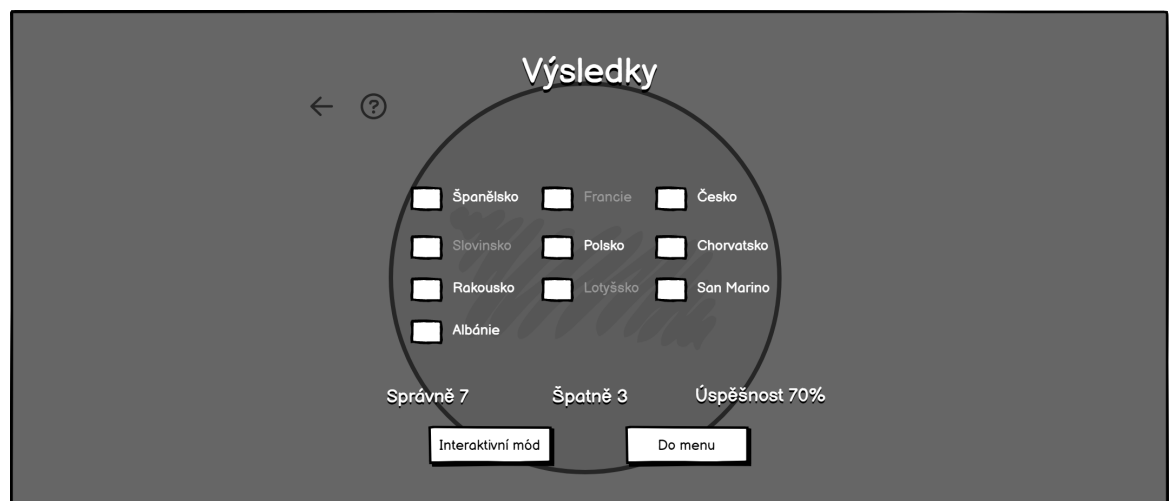 Výsledky
?
Španělsko Francie Česko
Slovinsko Polsko Chorvatsko
Rakousko Lotyšsko San Marino
Albánie
Správně 7 Špatně 3 Úspěšnost 70%
Interaktivní mód Do menu